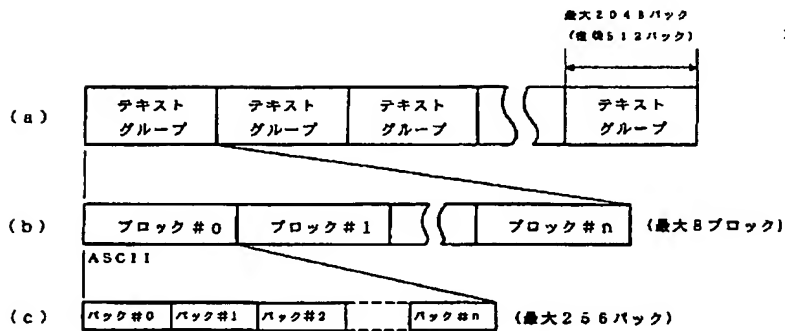 最大2048パック
(推奨512パック)
(a)
テキスト
グループ
テキスト
グループ
テキスト
グループ
テキスト
グループ
(b)
ブロック#0
ブロック#1
ブロック#n
(最大8ブロック)
ASCII
(c)
パック#0
パック#1
パック#2
パック#n
(最大256パック)